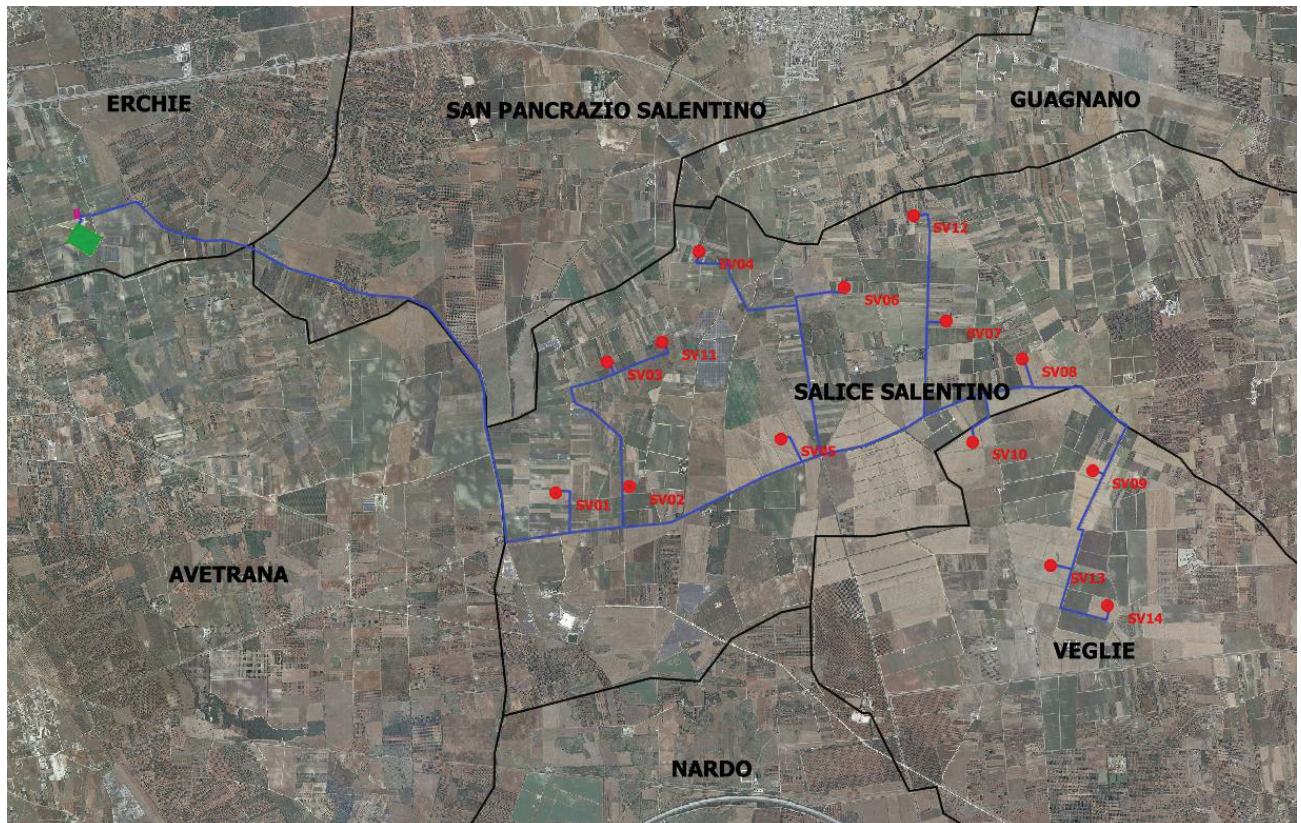 ERCHIE
SAN PANCRAZIO SALENTINO
GUAGNANO
SV12
SV04
SV06
SV07
SV11
SV03
SV08
SALICE SALENTINO
SV05
SV10
SV09
SV02
SV01
AVETRANA
SV13
SV14
VEGLIE
NARDO